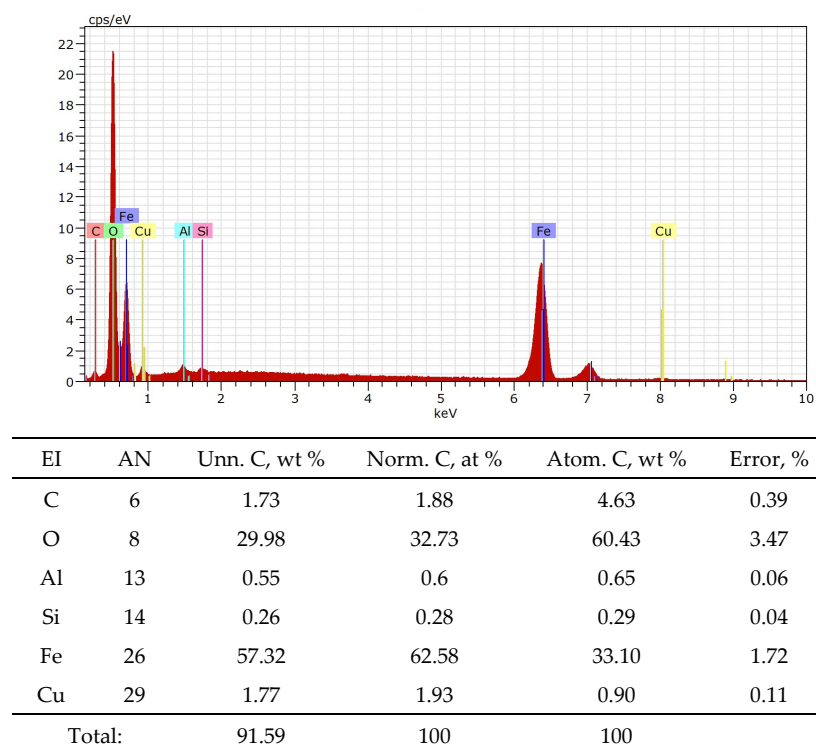 cps/eV
22
20
18
16
14
12
10
8
6
4
2
0
C O Fe Cu Al Si Fe Cu
1 2 3 4 5 6 7 8 9 10
keV
EI AN Unn. C, wt % Norm. C, at % Atom. C, wt % Error, %
C 6 1.73 1.88 4.63 0.39
O 8 29.98 32.73 60.43 3.47
Al 13 0.55 0.6 0.65 0.06
Si 14 0.26 0.28 0.29 0.04
Fe 26 57.32 62.58 33.10 1.72
Cu 29 1.77 1.93 0.90 0.11
Total: 91.59 100 100